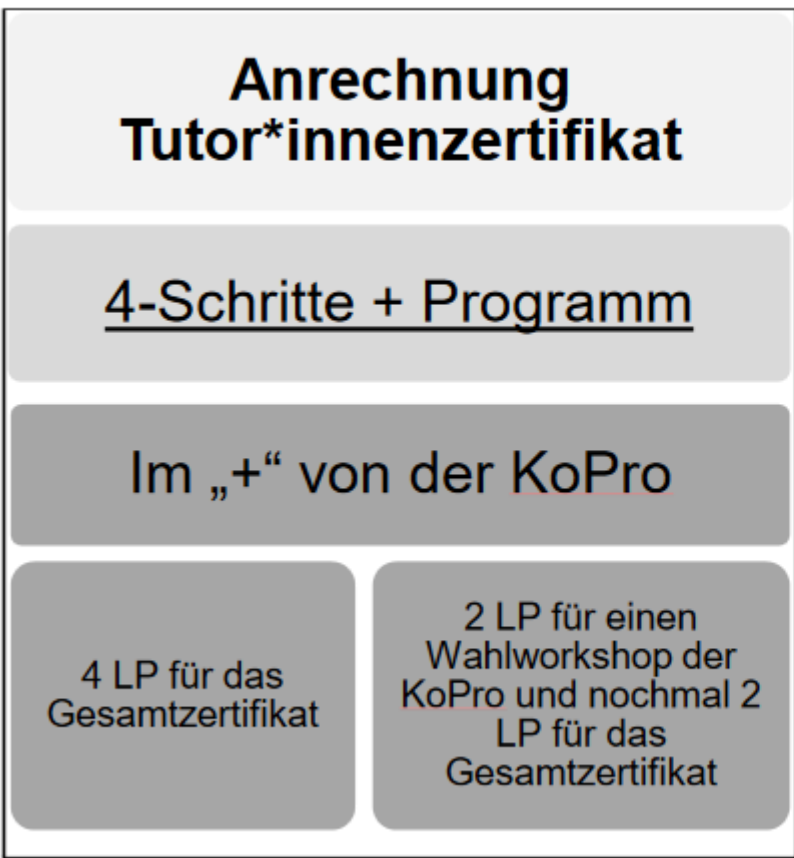 Anrechnung
Tutor*innenzertifikat
4-Schritte + Programm
Im „+“ von der KoPro
4 LP für das
Gesamtzertifikat
2 LP für einen
Wahlworkshop der
KoPro und nochmal 2
LP für das
Gesamtzertifikat